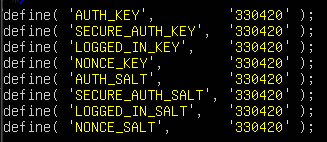 define( 'AUTH_KEY',         '330420' );
define( 'SECURE_AUTH_KEY',  '330420' );
define( 'LOGGED_IN_KEY',    '330420' );
define( 'NONCE_KEY',        '330420' );
define( 'AUTH_SALT',        '330420' );
define( 'SECURE_AUTH_SALT', '330420' );
define( 'LOGGED_IN_SALT',   '330420' );
define( 'NONCE_SALT',       '330420' );